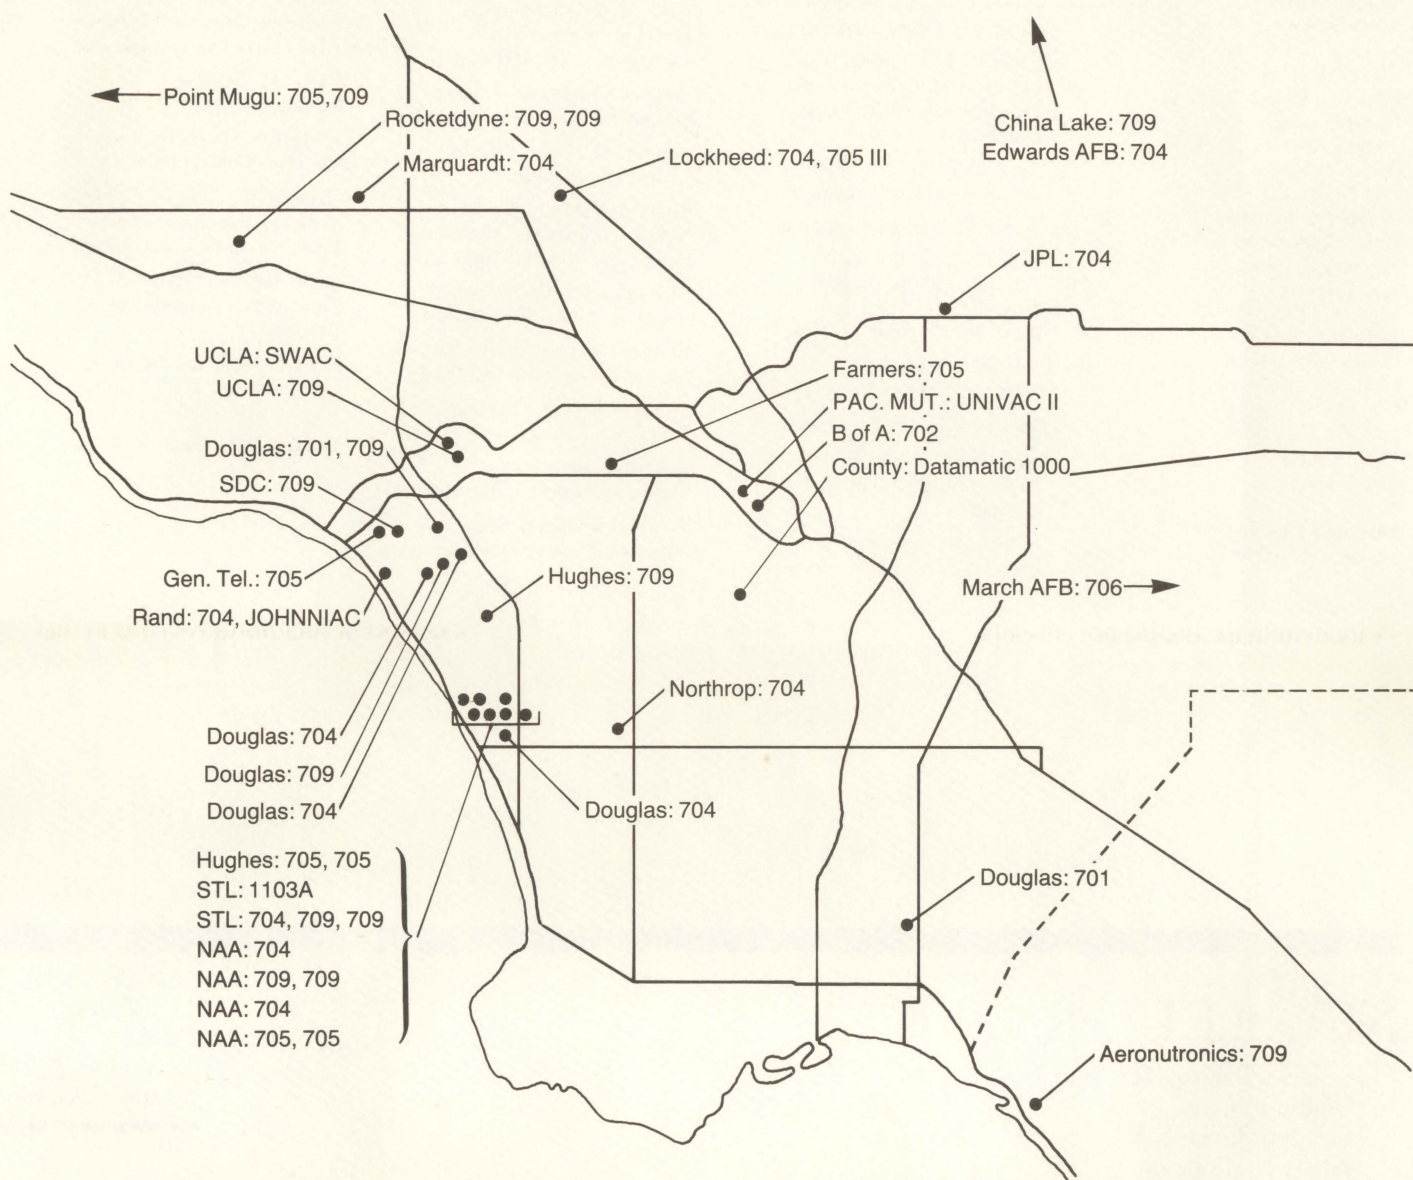 Point Mugu: 705,709
Rocketdyne: 709, 709
China Lake: 709
Edwards AFB: 704
Marquardt: 704
Lockheed: 704, 705 III
JPL: 704
UCLA: SWAC
UCLA: 709
Farmers: 705
PAC. MUT.: UNIVAC II
Douglas: 701, 709
B of A: 702
SDC: 709
County: Datamatic 1000
Gen. Tel.: 705
Hughes: 709
March AFB: 706
Rand: 704, JOHNNIAC
Northrop: 704
Douglas: 704
Douglas: 709
Douglas: 704
Douglas: 704
Hughes: 705, 705
STL: 1103A
STL: 704, 709, 709
NAA: 704
NAA: 709, 709
NAA: 704
NAA: 705, 705
Douglas: 701
Aeronutronics: 709